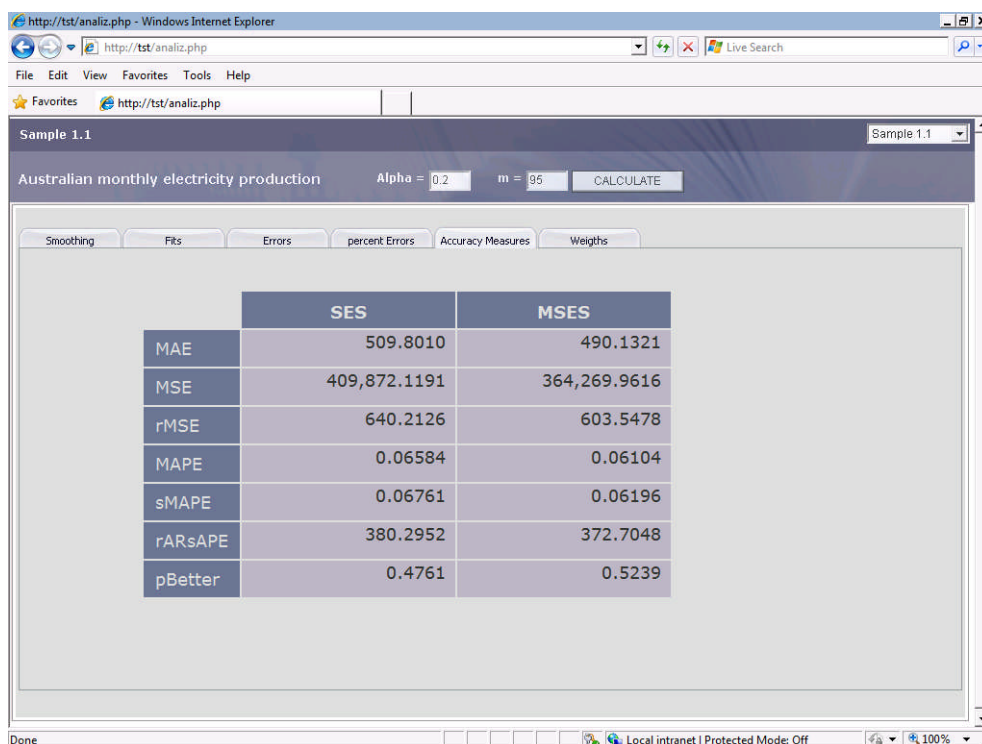 http://tst/analiz.php - Windows Internet Explorer
http://tst/analiz.php
Live Search
File Edit View Favorites Tools Help
Favorites http://tst/analiz.php
Sample 1.1 Sample 1.1
Australian monthly electricity production Alpha = 0.2 m = 95 CALCULATE
Smoothing Fits Errors percent Errors Accuracy Measures Weigths
SES MSES
MAE 509.8010 490.1321
MSE 409,872.1191 364,269.9616
rMSE 640.2126 603.5478
MAPE 0.06584 0.06104
sMAPE 0.06761 0.06196
rARsAPE 380.2952 372.7048
pBetter 0.4761 0.5239
Done Local intranet | Protected Mode: Off 100%